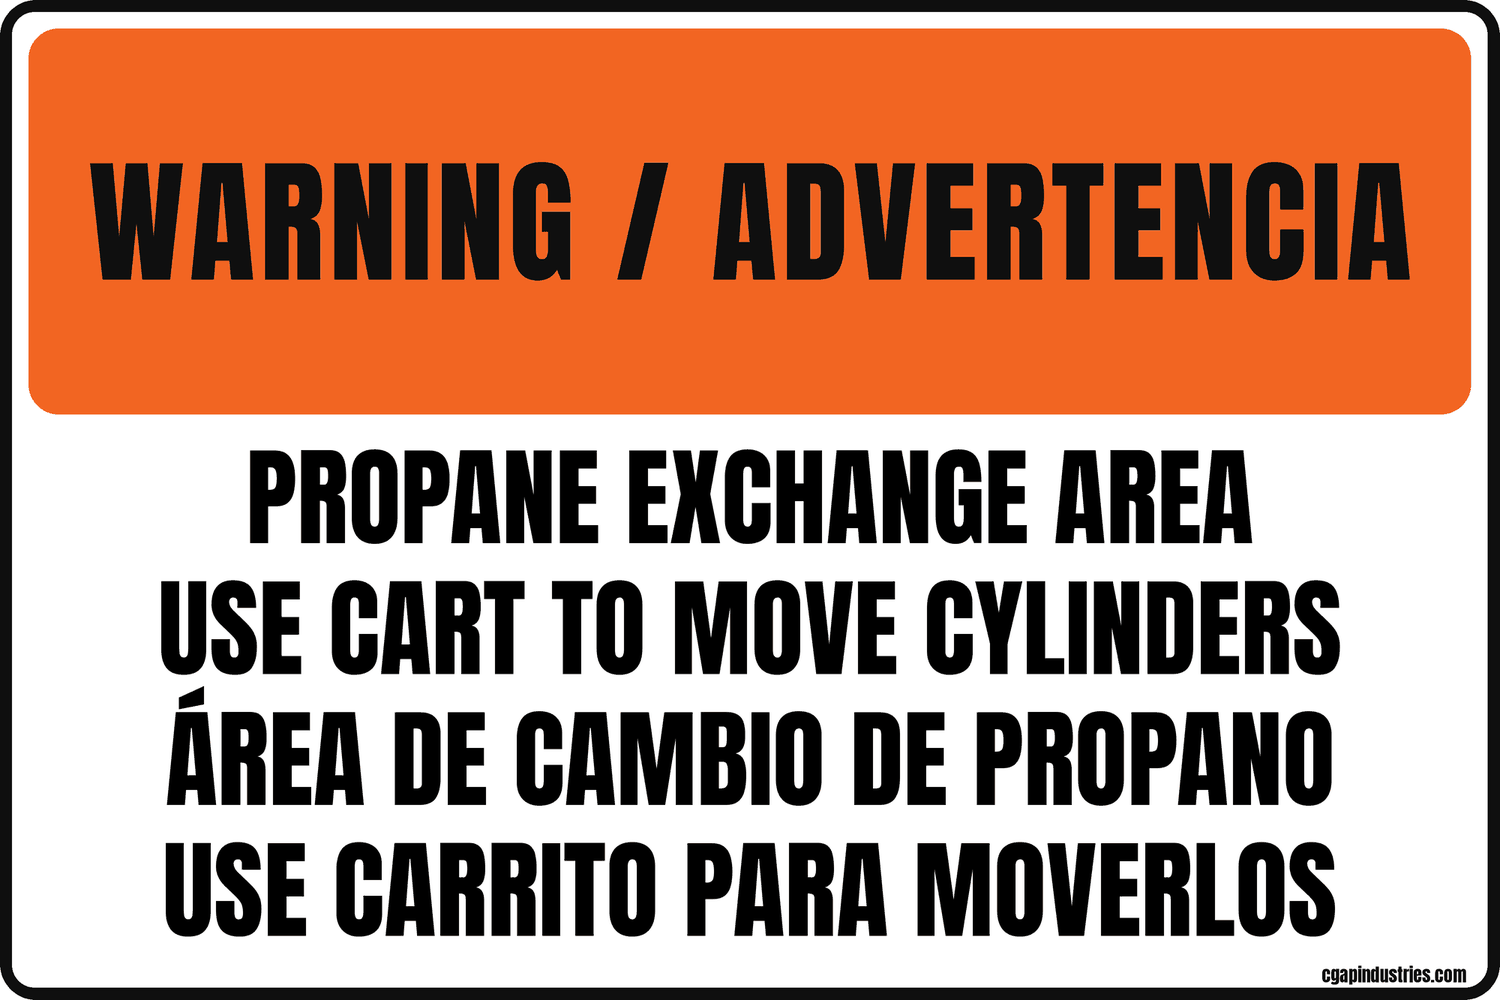 WARNING / ADVERTENCIA
PROPANE EXCHANGE AREA
USE CART TO MOVE CYLINDERS
ÁREA DE CAMBIO DE PROPANO
USE CARRITO PARA MOVERLOS
cgapindustries.com